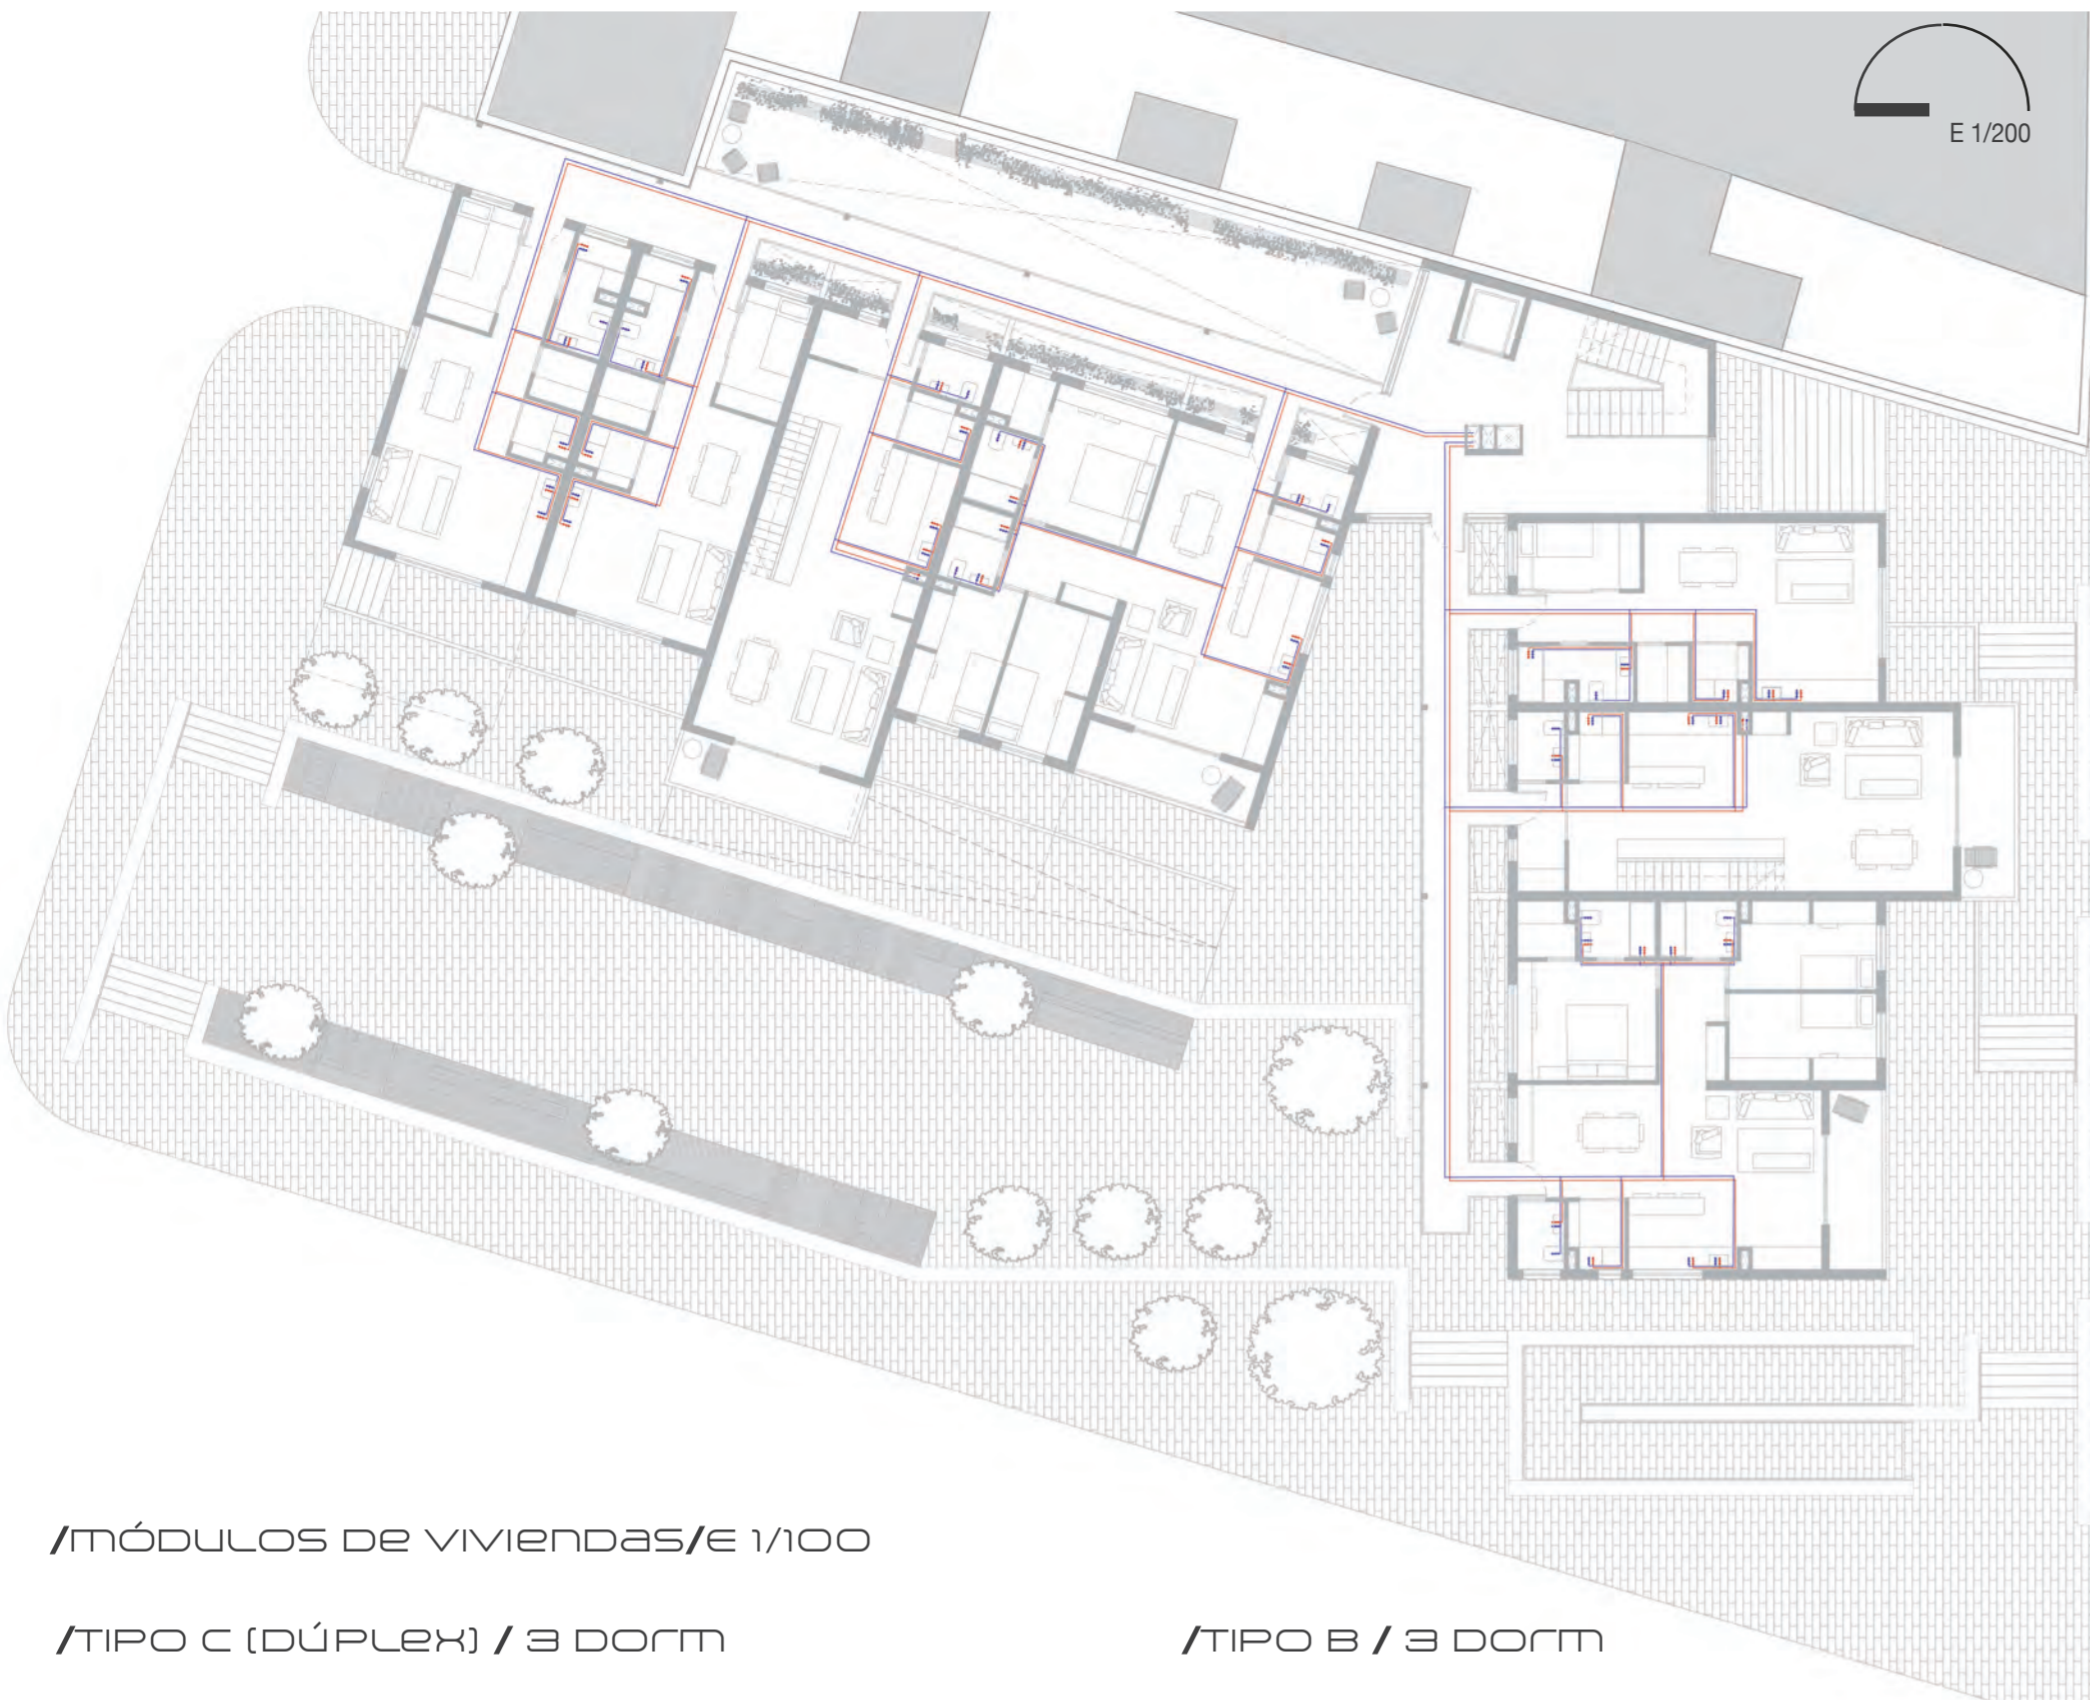 E 1/200
/MÓDULOS DE VIVIENDAS/E 1/100
/TIPO C (DÚPLEX) / 3 DORM
/TIPO B / 3 DORM